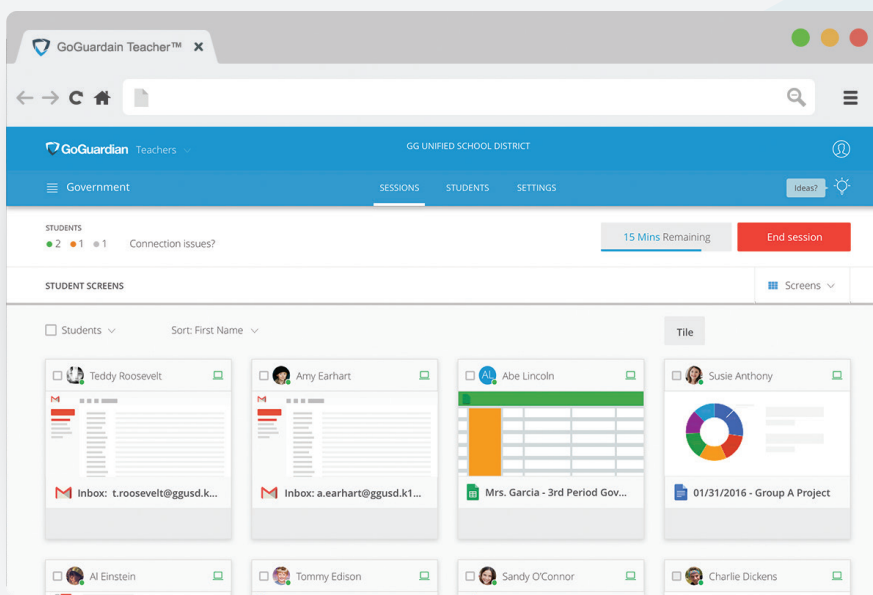 GoGuardain Teacher™
GoGuardian Teachers
GG UNIFIED SCHOOL DISTRICT
Government
SESSIONS STUDENTS SETTINGS
Ideas?
STUDENTS
2 1 1 Connection issues?
15 Mins Remaining
End session
STUDENT SCREENS
Screens
Students
Sort: First Name
Tile
Teddy Roosevelt
Amy Earhart
AL Abe Lincoln
Susie Anthony
Inbox: t.roosevelt@ggusd.k...
Inbox: a.earhart@ggusd.k1...
Mrs. Garcia - 3rd Period Gov...
01/31/2016 - Group A Project
Al Einstein
Tommy Edison
Sandy O'Connor
Charlie Dickens